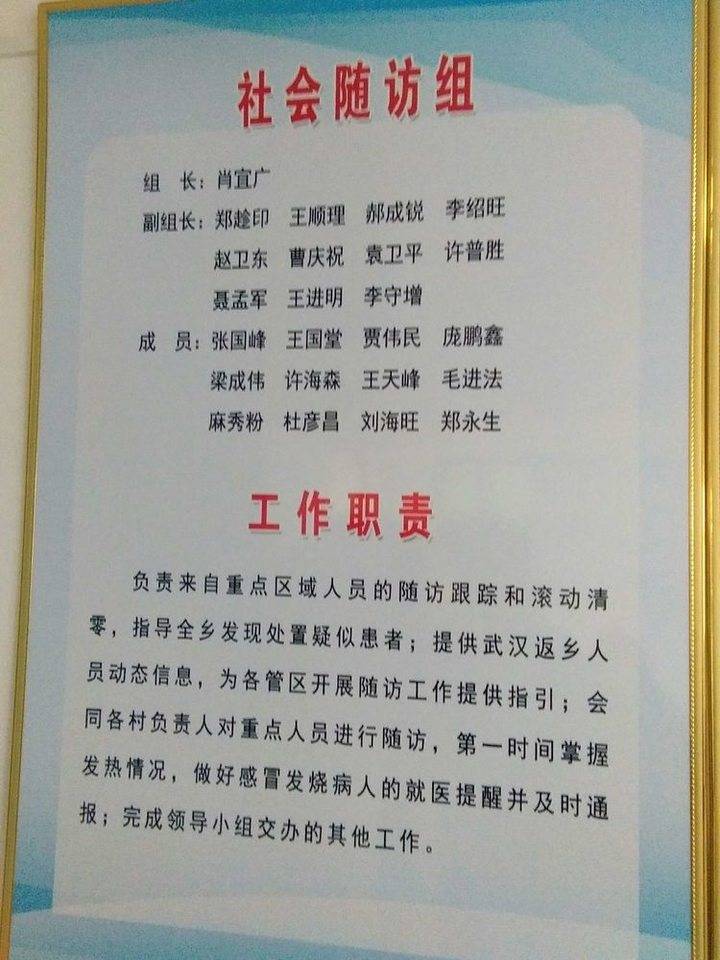 社会随访组
组　长：肖宣广
副组长：郑趁印　王顺理　郝成锐　李绍旺
赵卫东　曹庆祝　袁卫平　许普胜
聂孟军　王进明　李守增
成　员：张国峰　王国堂　贾伟民　庞鹏鑫
梁成伟　许海森　王天峰　毛进法
麻秀粉　杜彦昌　刘海旺　郑永生
工作职责
负责来自重点区域人员的随访跟踪和滚动清
零，指导全乡发现处置疑似患者；提供武汉返乡人
员动态信息，为各管区开展随访工作提供指引；会
同各村负责人对重点人员进行随访，第一时间掌握
发热情况，做好感冒发烧病人的就医提醒并及时通
报；完成领导小组交办的其他工作。